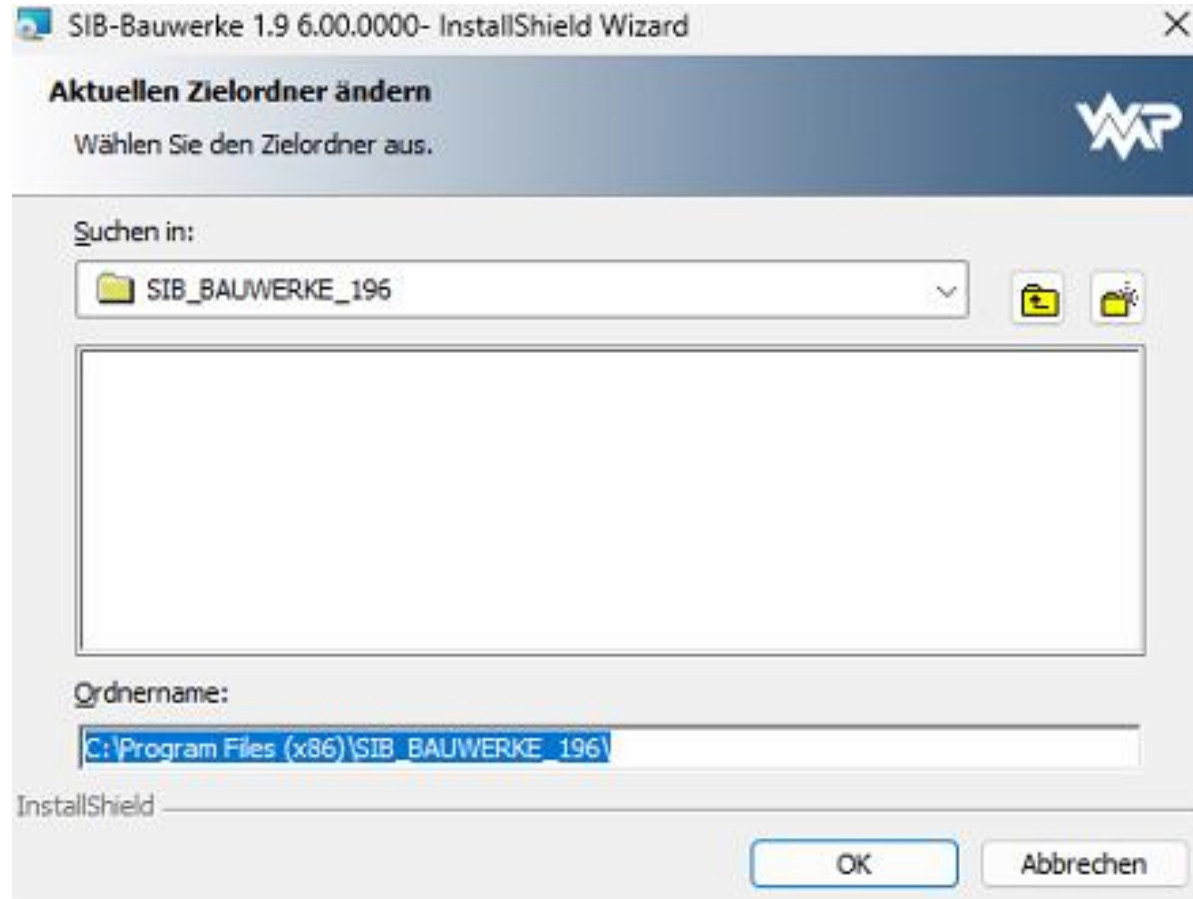 SIB-Bauwerke 1.9 6.00.0000- InstallShield Wizard
Aktuellen Zielordner ändern
Wählen Sie den Zielordner aus.
WMP
Suchen in:
SIB_BAUWERKE_196
Ordnername:
C:\Program Files (x86)\SIB_BAUWERKE_196\
InstallShield
OK
Abbrechen